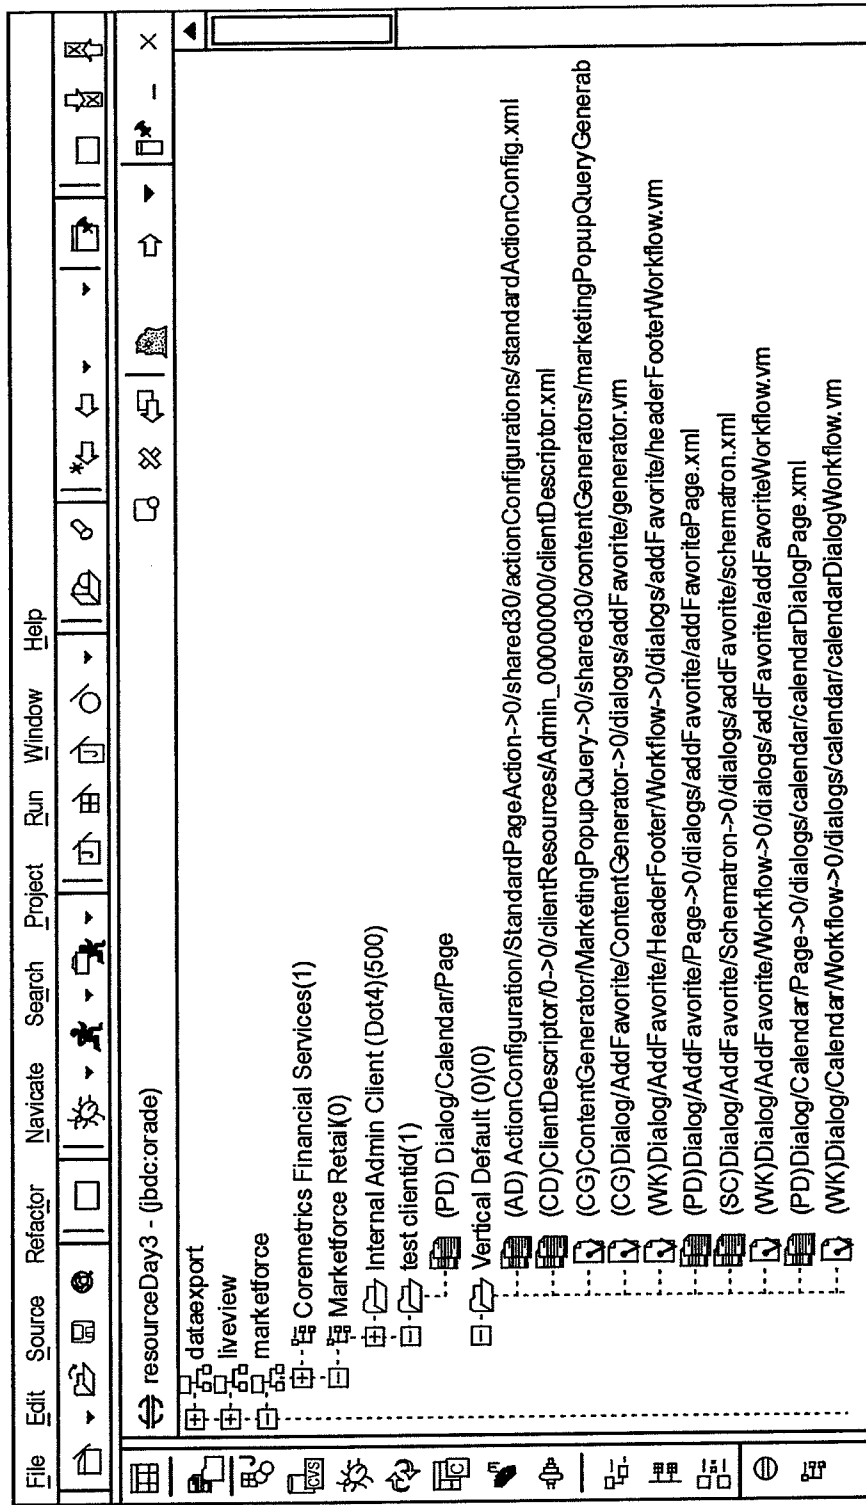 File Edit Source Refactor Navigate Search Project Run Window Help
resourceDay3 - (jbdc:orade)
dataexport
liveview
marketforce
Coremetrics Financial Services(1)
Marketforce Retail(0)
Internal Admin Client (Dot4)(500)
test clientid(1)
(PD) Dialog/Calendar/Page
Vertical Default (0)(0)
(AD) ActionConfiguration/StandardPageAction->0/shared30/actionConfigurations/standardActionConfig.xml
(CD)ClientDescriptor/0->0/clientResources/Admin_00000000/clientDescriptor.xml
(CG)ContentGenerator/MarketingPopupQuery->0/shared30/contentGenerators/marketingPopupQueryGenerab
(CG)Dialog/AddFavorite/ContentGenerator->0/dialogs/addFavorite/generator.vm
(WK)Dialog/AddFavorite/HeaderFooter/Workflow->0/dialogs/addFavorite/headerFooterWorkflow.vm
(PD)Dialog/AddFavorite/Page->0/dialogs/addFavorite/addFavoritePage.xml
(SC)Dialog/AddFavorite/Schematron->0/dialogs/addFavorite/schematron.xml
(WK)Dialog/AddFavorite/Workflow->0/dialogs/addFavorite/addFavoriteWorkflow.vm
(PD)Dialog/Calendar/Page->0/dialogs/calendar/calendarDialogPage.xml
(WK)Dialog/Calendar/Workflow->0/dialogs/calendar/calendarDialogWorkflow.vm
J
J
J
CVS
C
m